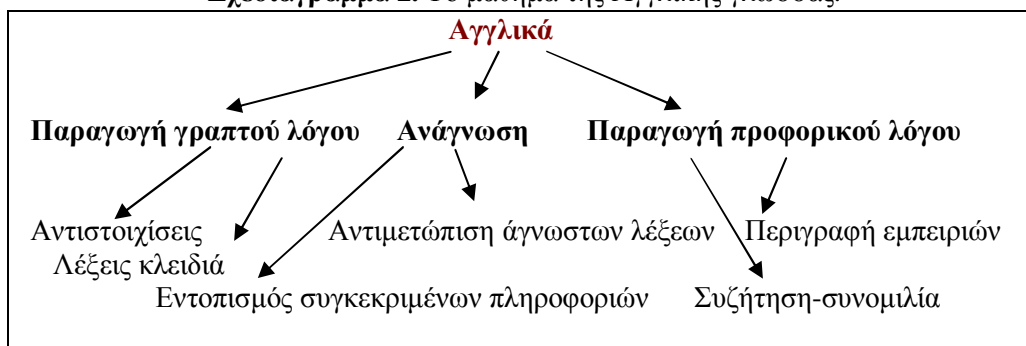 Αγγλικά
Παραγωγή γραπτού λόγου Ανάγνωση Παραγωγή προφορικού λόγου
Αντιστοιχίσεις Αντιμετώπιση άγνωστων λέξεων Περιγραφή εμπειριών
Λέξεις κλειδιά
Εντοπισμός συγκεκριμένων πληροφοριών Συζήτηση-συνομιλία